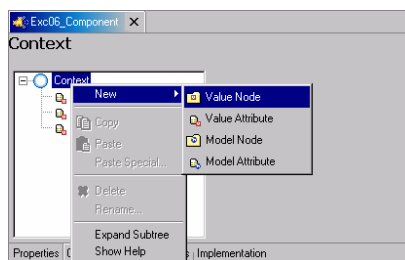 Exc06_Component
Context
Context
New
Value Node
Value Attribute
Copy
Paste
Model Node
Paste Special...
Model Attribute
Delete
Rename...
Expand Subtree
Show Help
Properties
Implementation